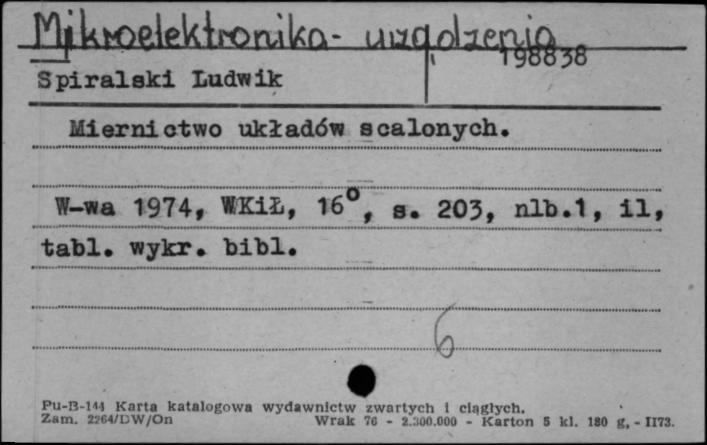 Mikroelektronika - urządzenia
198838
Spiralski Ludwik
Miernictwo układów scalonych.
W-wa 1974, WKiŁ, 16°, s. 203, nlb.1, il,
tabl. wykr. bibl.
6
Pu-B-144 Karta katalogowa wydawnictw zwartych i ciągłych.
Zam. 2264/DW/On Wrak 76 - 2.300.000 - Karton 5 kl. 180 g, - II73.